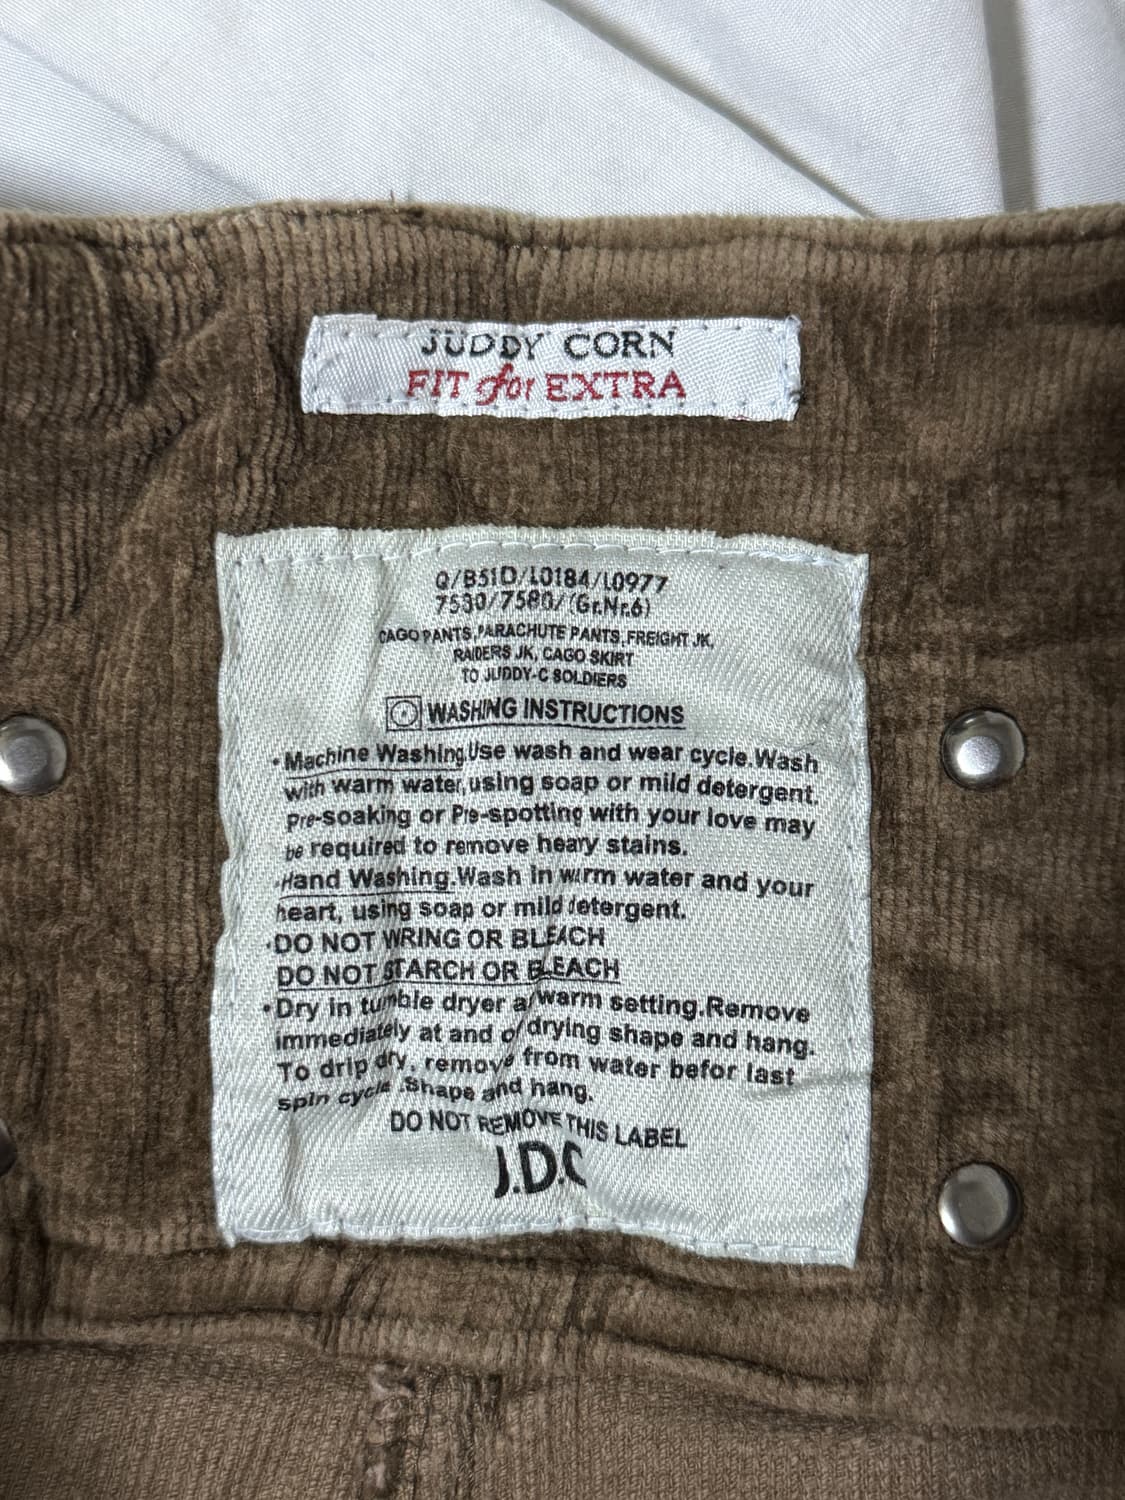 JUDDY CORN
FIT for EXTRA
Q/B51D/L0184/L0977
7530/7580/(Gr.Nr.6)
CAGO PANTS,PARACHUTE PANTS,FREIGHT JK,
RAIDERS JK, CAGO SKIRT
TO JUDDY-C SOLDIERS
WASHING INSTRUCTIONS
•Machine Washing.Use wash and wear cycle.Wash
with warm water,using soap or mild detergent.
Pre-soaking or Pre-spotting with your love may
be required to remove heavy stains.
•Hand Washing.Wash in warm water and your
heart, using soap or mild detergent.
•DO NOT WRING OR BLEACH
DO NOT STARCH OR BLEACH
•Dry in tumble dryer a warm setting.Remove
immediately at and of drying shape and hang.
To drip dry, remove from water befor last
spin cycle .Shape and hang.
DO NOT REMOVE THIS LABEL
J.D.C